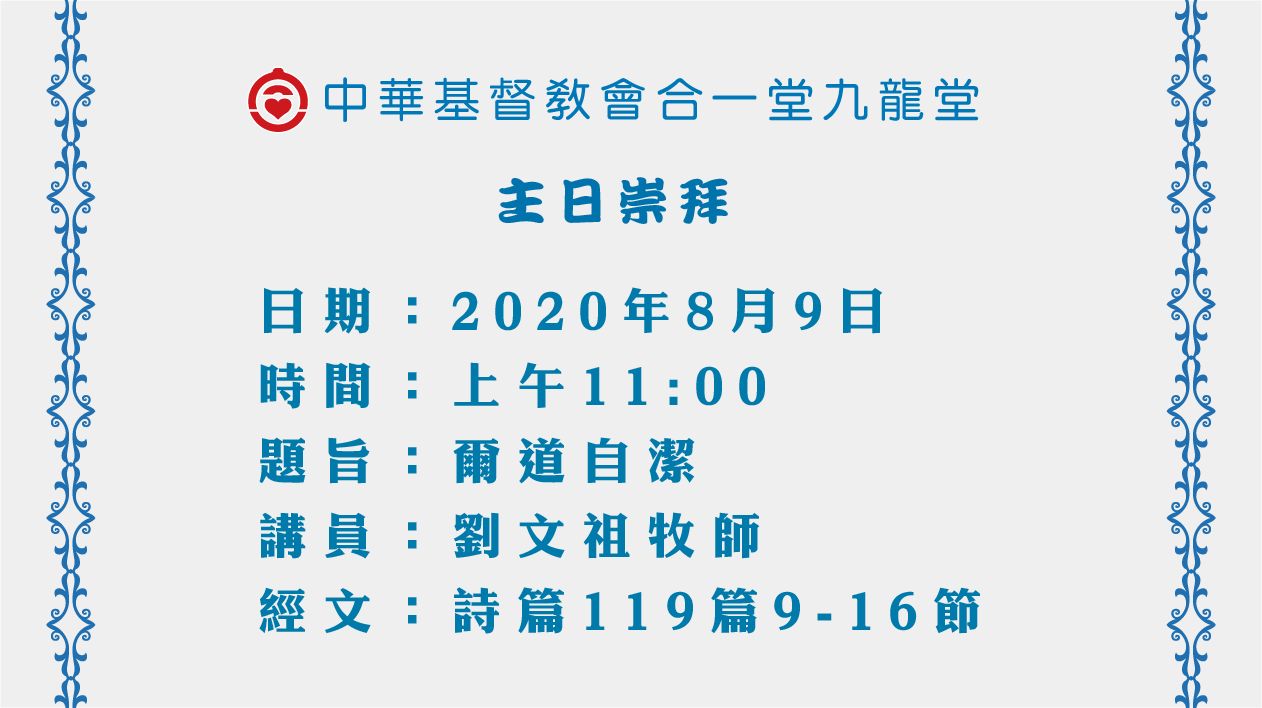 中華基督教會合一堂九龍堂
主日崇拜
日期：2020年8月9日
時間：上午11:00
題旨：爾道自潔
講員：劉文祖牧師
經文：詩篇119篇9-16節